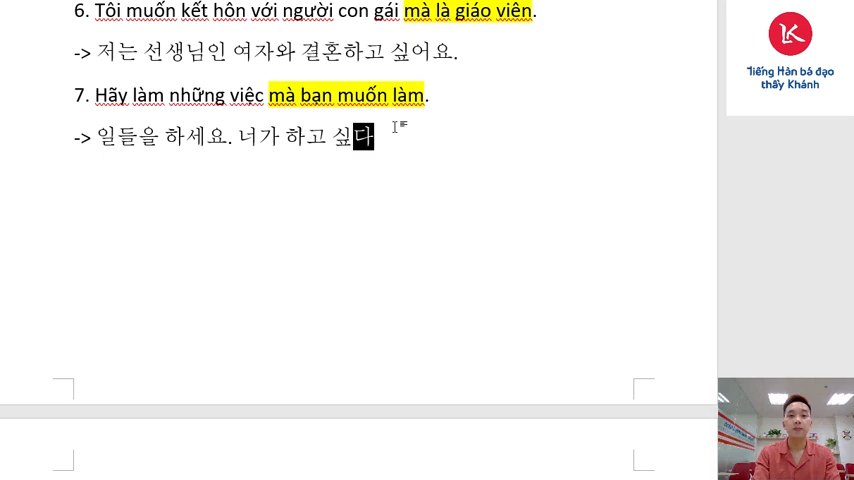 6. Tôi muốn kết hôn với người con gái mà là giáo viên.
-> 저는 선생님인 여자와 결혼하고 싶어요.
7. Hãy làm những việc mà bạn muốn làm.
-> 일들을 하세요. 너가 하고 싶다
LK
Tiếng Hàn bá đạo
thầy Khánh